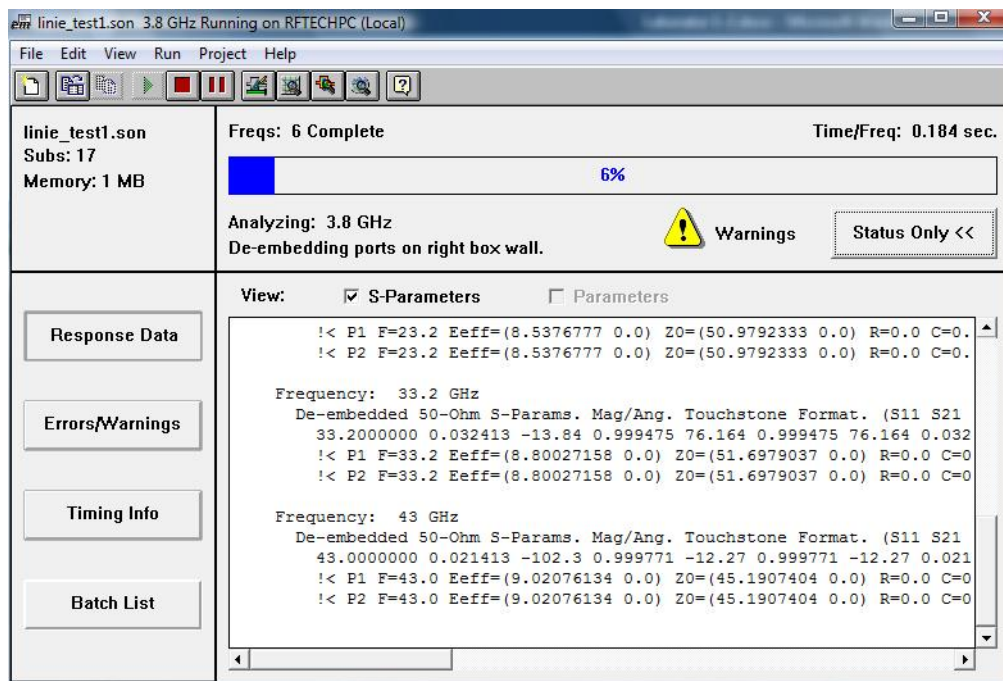 em linie_test1.son 3.8 GHz Running on RFTECHPC (Local)
File Edit View Run Project Help
linie_test1.son
Subs: 17
Memory: 1 MB
Freqs: 6 Complete
Time/Freq: 0.184 sec.
6%
Analyzing: 3.8 GHz
De-embedding ports on right box wall.
Warnings
Status Only <<
Response Data
Errors/Warnings
Timing Info
Batch List
View: S-Parameters Parameters
!< P1 F=23.2 Eeff=(8.5376777 0.0) Z0=(50.9792333 0.0) R=0.0 C=0.
!< P2 F=23.2 Eeff=(8.5376777 0.0) Z0=(50.9792333 0.0) R=0.0 C=0.
Frequency: 33.2 GHz
De-embedded 50-Ohm S-Params. Mag/Ang. Touchstone Format. (S11 S21
33.2000000 0.032413 -13.84 0.999475 76.164 0.999475 76.164 0.032
!< P1 F=33.2 Eeff=(8.80027158 0.0) Z0=(51.6979037 0.0) R=0.0 C=0
!< P2 F=33.2 Eeff=(8.80027158 0.0) Z0=(51.6979037 0.0) R=0.0 C=0
Frequency: 43 GHz
De-embedded 50-Ohm S-Params. Mag/Ang. Touchstone Format. (S11 S21
43.0000000 0.021413 -102.3 0.999771 -12.27 0.999771 -12.27 0.021
!< P1 F=43.0 Eeff=(9.02076134 0.0) Z0=(45.1907404 0.0) R=0.0 C=0
!< P2 F=43.0 Eeff=(9.02076134 0.0) Z0=(45.1907404 0.0) R=0.0 C=0